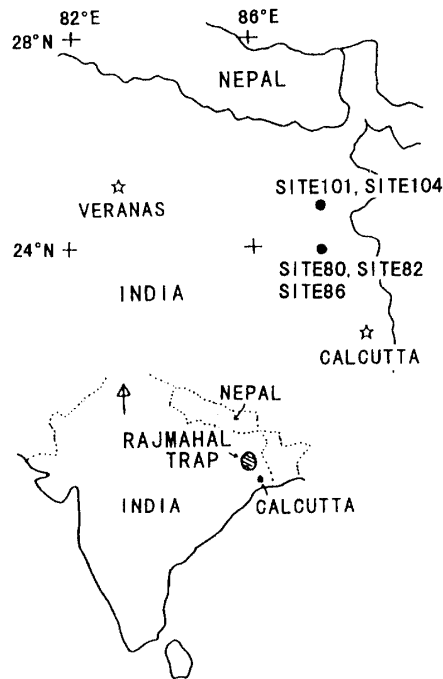 82°E 86°E
28°N
NEPAL
SITE101, SITE104
VERANAS
24°N
SITE80, SITE82
SITE86
INDIA
CALCUTTA
NEPAL
RAJMAHAL
TRAP
INDIA
CALCUTTA